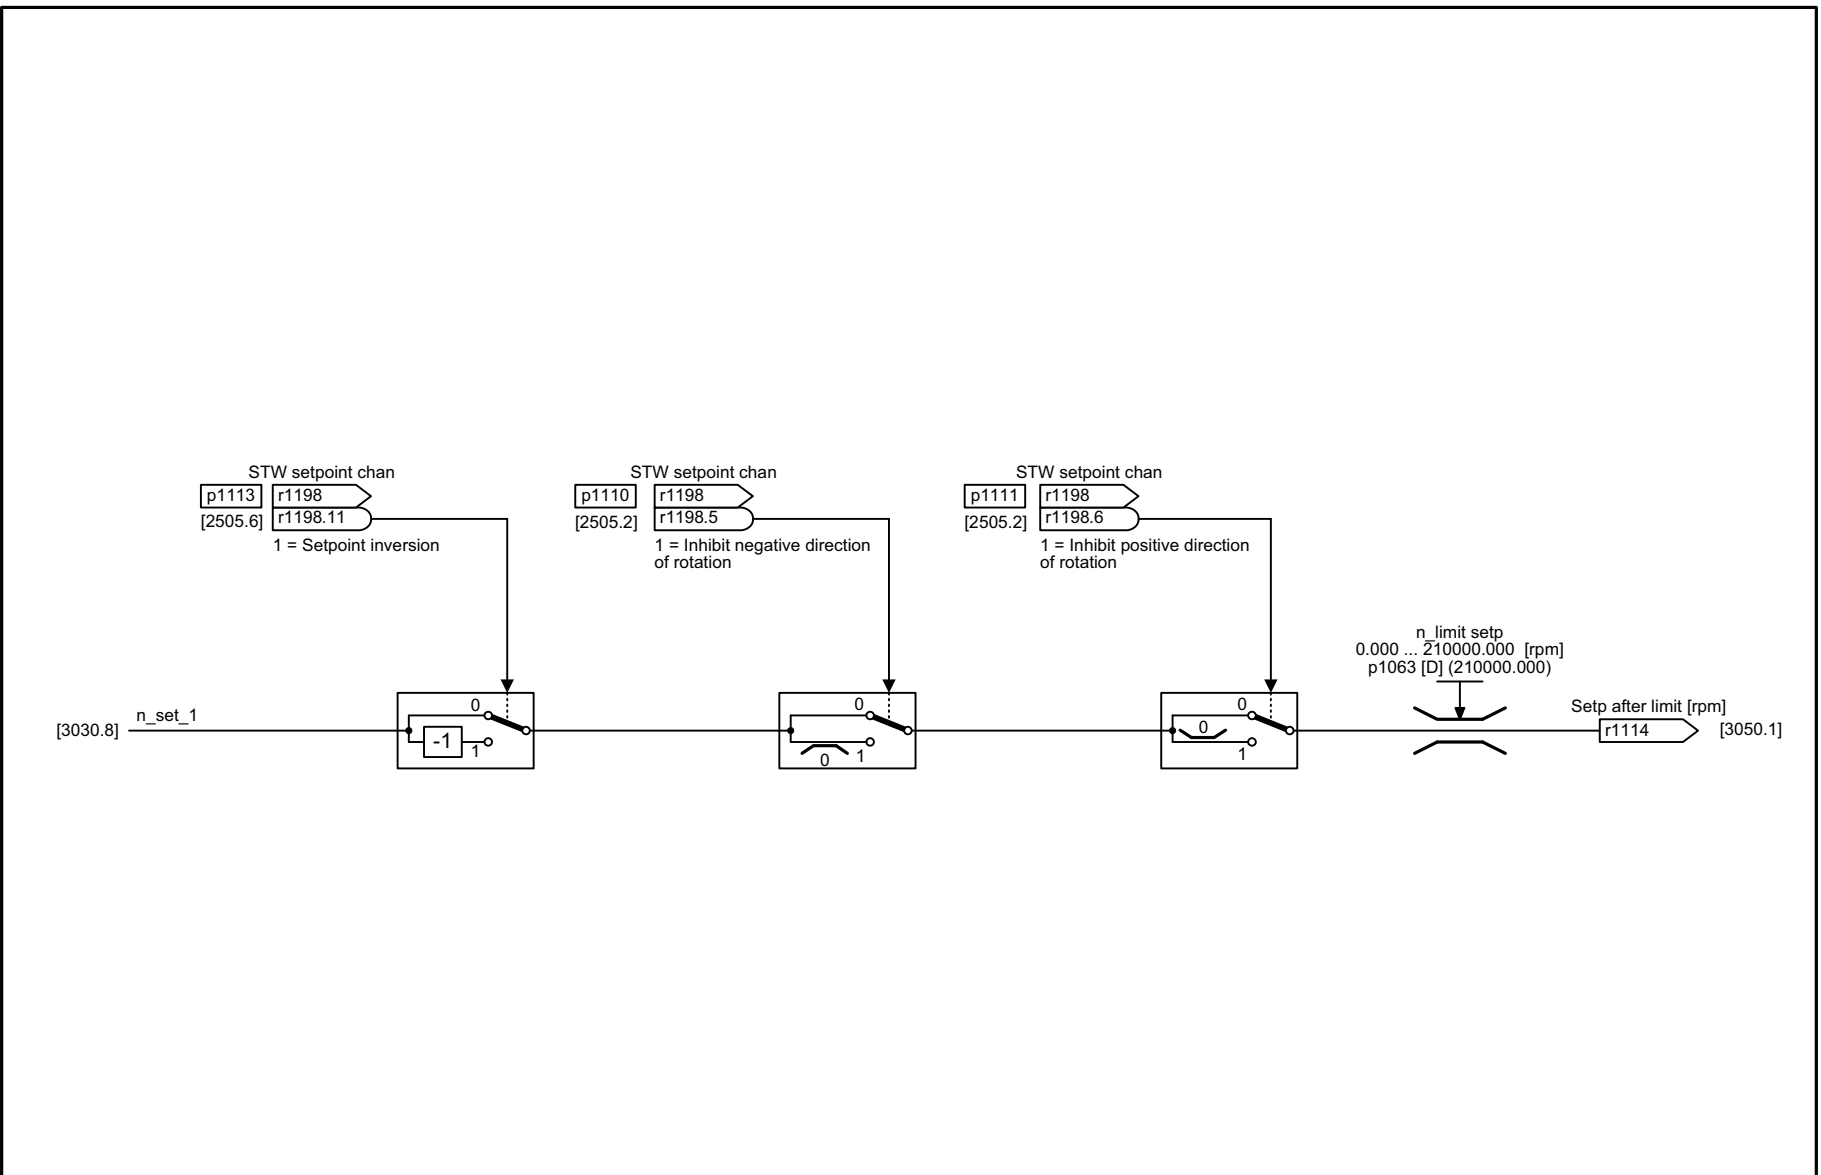 STW setpoint chan
p1113
r1198
[2505.6]
r1198.11
1 = Setpoint inversion
STW setpoint chan
p1110
r1198
[2505.2]
r1198.5
1 = Inhibit negative direction
of rotation
STW setpoint chan
p1111
r1198
[2505.2]
r1198.6
1 = Inhibit positive direction
of rotation
n_limit setp
0.000 ... 210000.000 [rpm]
p1063 [D] (210000.000)
[3030.8]
n_set_1
0
-1
1
0
0
1
0
0
1
Setp after limit [rpm]
r1114
[3050.1]